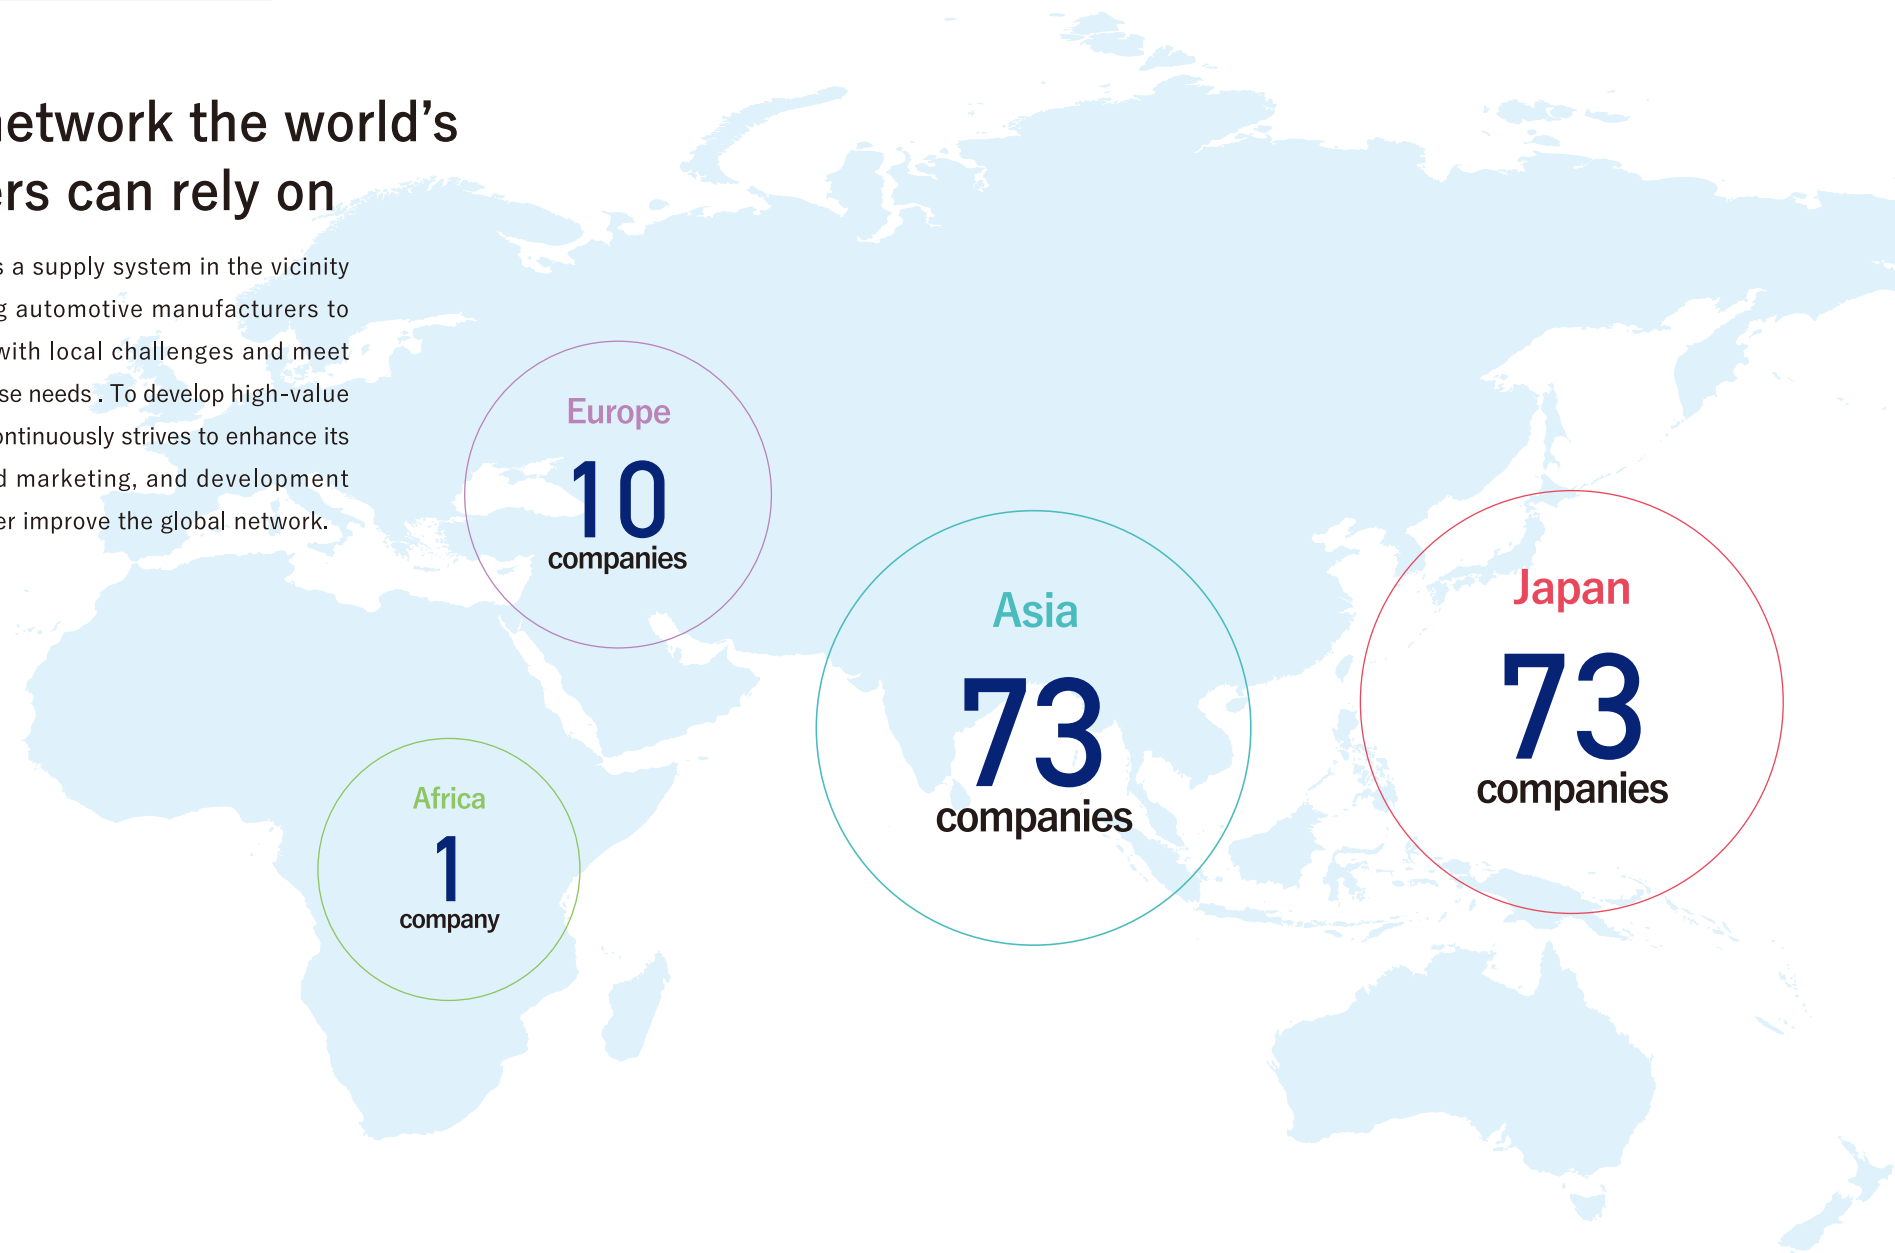 network the world’s
ers can rely on
s a supply system in the vicinity
g automotive manufacturers to
with local challenges and meet
se needs . To develop high-value
ontinuously strives to enhance its
d marketing, and development
er improve the global network.
Europe
10
companies
Asia
73
companies
Japan
73
companies
Africa
1
company